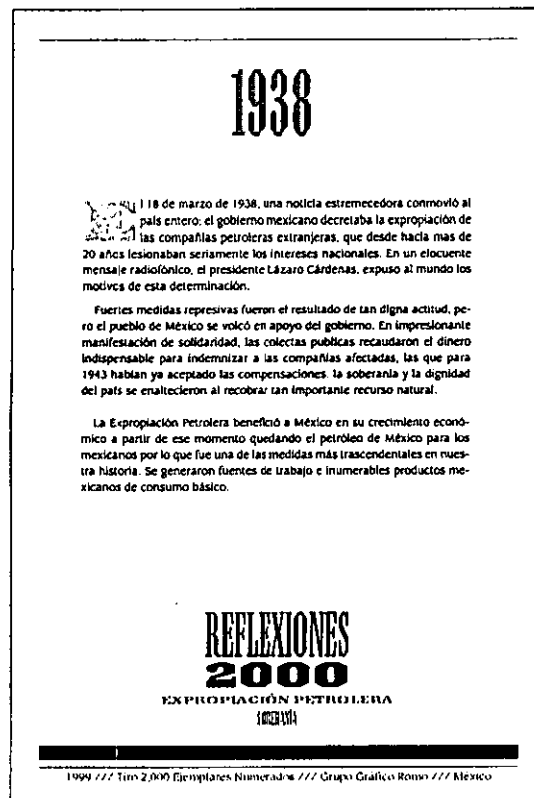 1938
El 18 de marzo de 1938, una noticia estremecedora conmovió al
país entero: el gobierno mexicano decretaba la expropiación de
las compañías petroleras extranjeras, que desde hacía mas de
20 años lesionaban seriamente los intereses nacionales. En un elocuente
mensaje radiofónico, el presidente Lázaro Cárdenas, expuso al mundo los
motivos de esta determinación.
Fuertes medidas represivas fueron el resultado de tan digna actitud, pe-
ro el pueblo de México se volcó en apoyo del gobierno. En impresionante
manifestación de solidaridad, las colectas publicas recaudaron el dinero
indispensable para indemnizar a las compañías afectadas, las que para
1943 habían ya aceptado las compensaciones. la soberanía y la dignidad
del país se enaltecieron al recobrar tan importante recurso natural.
La Expropiación Petrolera benefició a México en su crecimiento econó-
mico a partir de ese momento quedando el petróleo de México para los
mexicanos por lo que fue una de las medidas más trascendentales en nues-
tra historia. Se generaron fuentes de trabajo e inumerables productos me-
xicanos de consumo básico.
REFLEXIONES
2000
EXPROPIACIÓN PETROLERA
SOBERANÍA
1999 /// Tiro 2,000 Ejemplares Numerados /// Grupo Gráfico Romo /// México